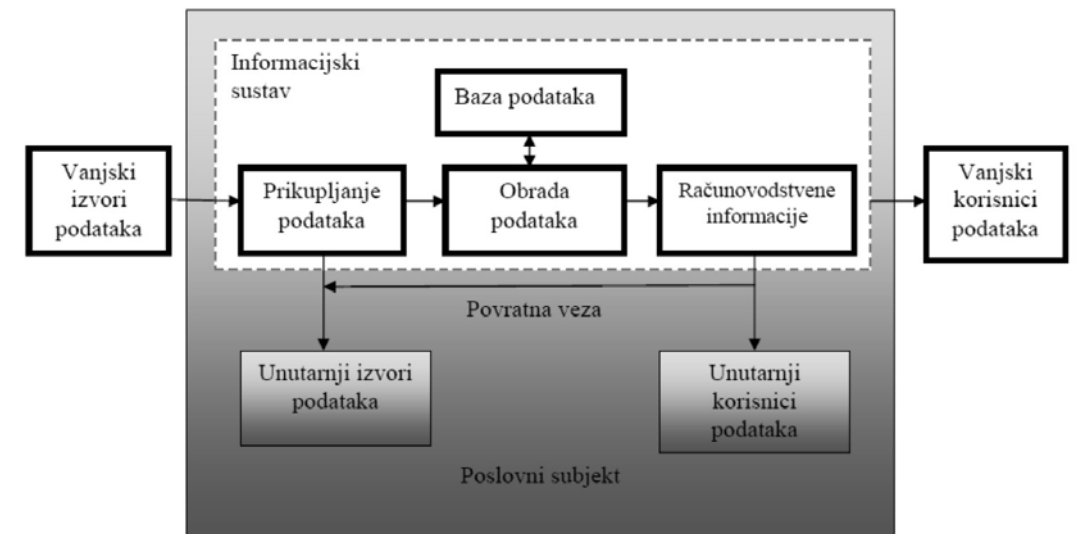 Informacijski
sustav
Baza podataka
Vanjski
izvori
podataka
Prikupljanje
podataka
Obrada
podataka
Računovodstvene
informacije
Vanjski
korisnici
podataka
Povratna veza
Unutarnji izvori
podataka
Unutarnji
korisnici
podataka
Poslovni subjekt